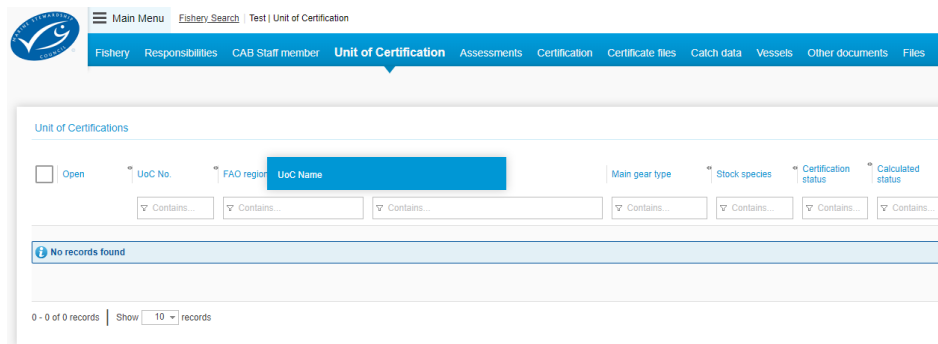 MARINE STEWARDSHIP COUNCIL
Main Menu Fishery Search | Test | Unit of Certification
Fishery Responsibilities CAB Staff member Unit of Certification Assessments Certification Certificate files Catch data Vessels Other documents Files
Unit of Certifications
Open UoC No. FAO region UoC Name Main gear type Stock species Certification status Calculated status
Contains... Contains... Contains... Contains... Contains... Contains... Contains...
No records found
0 - 0 of 0 records Show 10 records